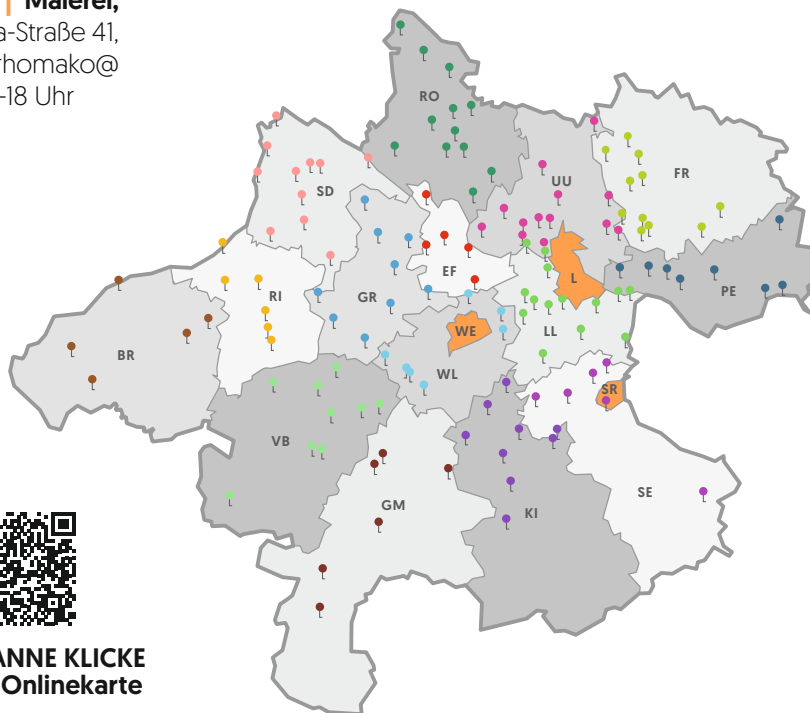 Malerei,
a-Straße 41,
rhomako@
-18 Uhr
RO
SD
UU
FR
EF
L
PE
RI
GR
WE
LL
BR
WL
SR
VB
GM
KI
SE
ANNE KLICKE
Onlinekarte